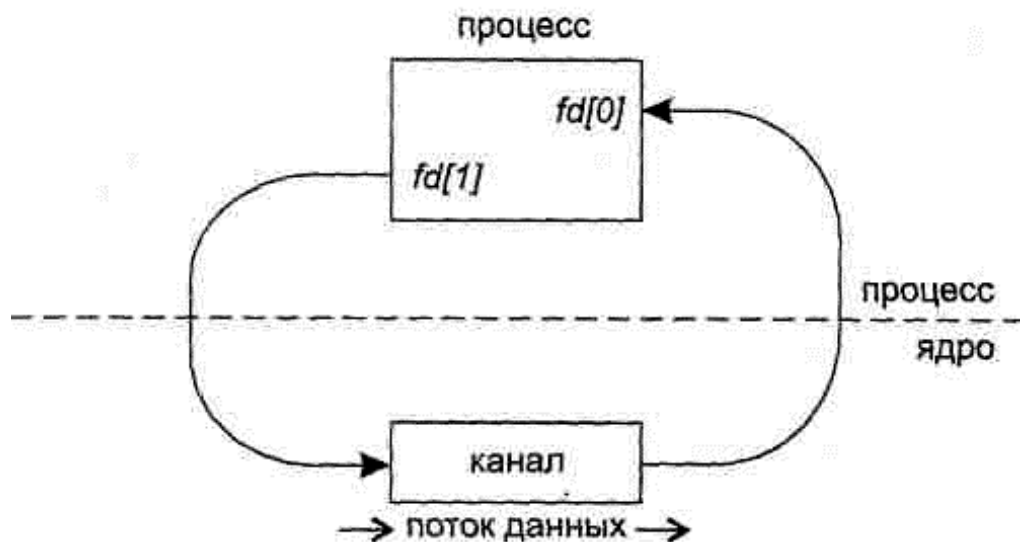 процесс
fd[0]
fd[1]
процесс
ядро
канал
поток данных